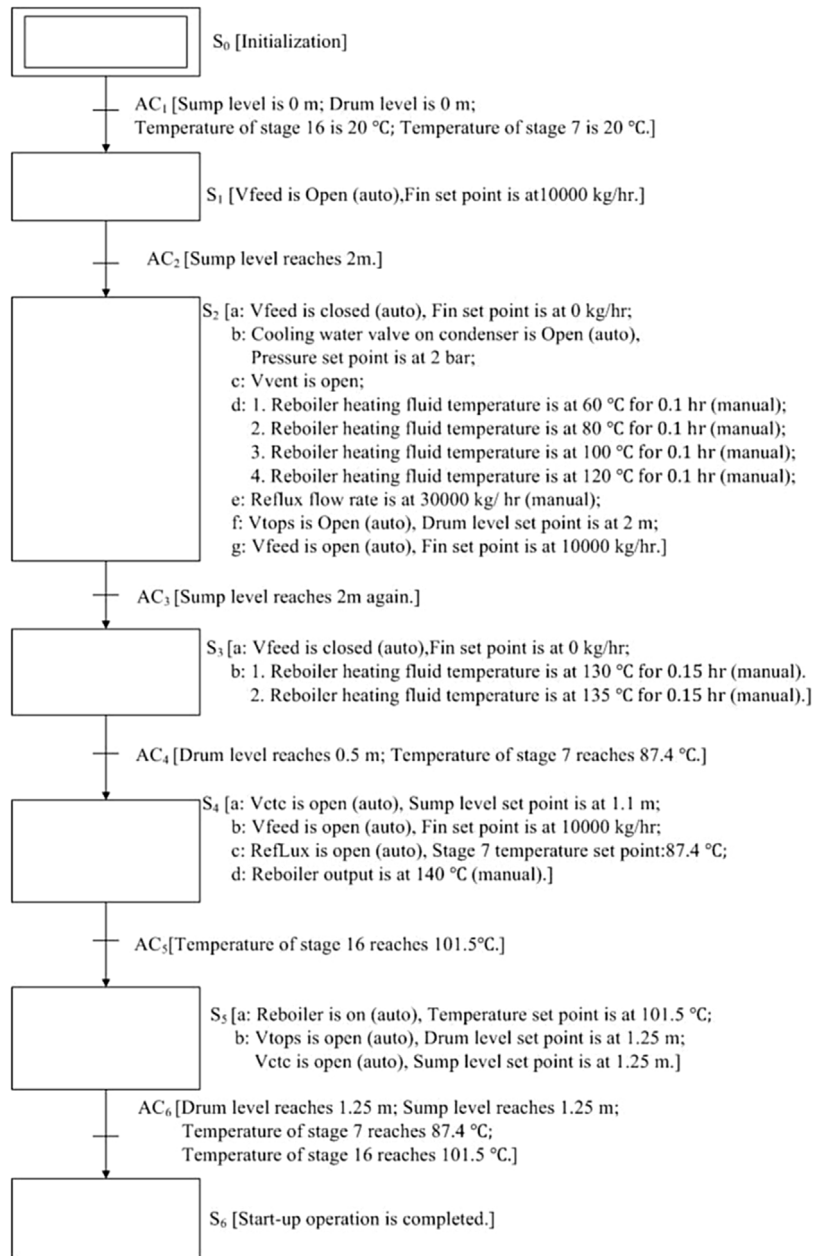 S₀ [Initialization]
AC₁ [Sump level is 0 m; Drum level is 0 m;
Temperature of stage 16 is 20 °C; Temperature of stage 7 is 20 °C.]
S₁ [Vfeed is Open (auto),Fin set point is at10000 kg/hr.]
AC₂ [Sump level reaches 2m.]
S₂ [a: Vfeed is closed (auto), Fin set point is at 0 kg/hr;
b: Cooling water valve on condenser is Open (auto),
Pressure set point is at 2 bar;
c: Vvent is open;
d: 1. Reboiler heating fluid temperature is at 60 °C for 0.1 hr (manual);
2. Reboiler heating fluid temperature is at 80 °C for 0.1 hr (manual);
3. Reboiler heating fluid temperature is at 100 °C for 0.1 hr (manual);
4. Reboiler heating fluid temperature is at 120 °C for 0.1 hr (manual);
e: Reflux flow rate is at 30000 kg/ hr (manual);
f: Vtops is Open (auto), Drum level set point is at 2 m;
g: Vfeed is open (auto), Fin set point is at 10000 kg/hr.]
AC₃ [Sump level reaches 2m again.]
S₃ [a: Vfeed is closed (auto),Fin set point is at 0 kg/hr;
b: 1. Reboiler heating fluid temperature is at 130 °C for 0.15 hr (manual).
2. Reboiler heating fluid temperature is at 135 °C for 0.15 hr (manual).]
AC₄ [Drum level reaches 0.5 m; Temperature of stage 7 reaches 87.4 °C.]
S₄ [a: Vctc is open (auto), Sump level set point is at 1.1 m;
b: Vfeed is open (auto), Fin set point is at 10000 kg/hr;
c: RefLux is open (auto), Stage 7 temperature set point:87.4 °C;
d: Reboiler output is at 140 °C (manual).]
AC₅[Temperature of stage 16 reaches 101.5°C.]
S₅ [a: Reboiler is on (auto), Temperature set point is at 101.5 °C;
b: Vtops is open (auto), Drum level set point is at 1.25 m;
Vctc is open (auto), Sump level set point is at 1.25 m.]
AC₆ [Drum level reaches 1.25 m; Sump level reaches 1.25 m;
Temperature of stage 7 reaches 87.4 °C;
Temperature of stage 16 reaches 101.5 °C.]
S₆ [Start-up operation is completed.]